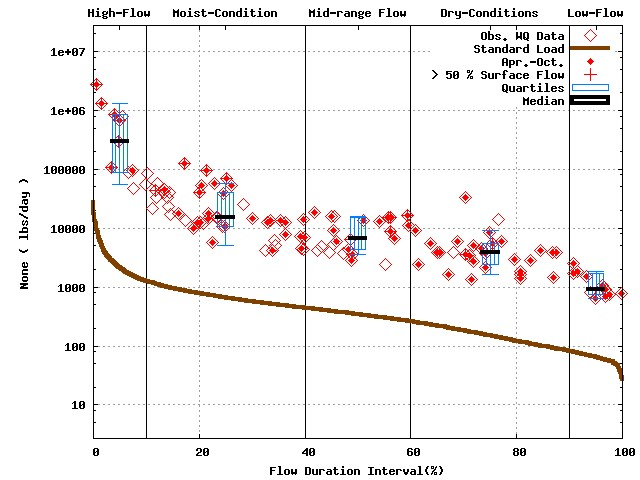 High-Flow Moist-Condition Mid-range Flow Dry-Conditions Low-Flow
Obs. WQ Data
Standard Load
Apr.-Oct.
> 50 % Surface Flow
Quartiles
Median
1e+07
1e+06
100000
10000
1000
100
10
None ( lbs/day )
0 20 40 60 80 100
Flow Duration Interval(%)